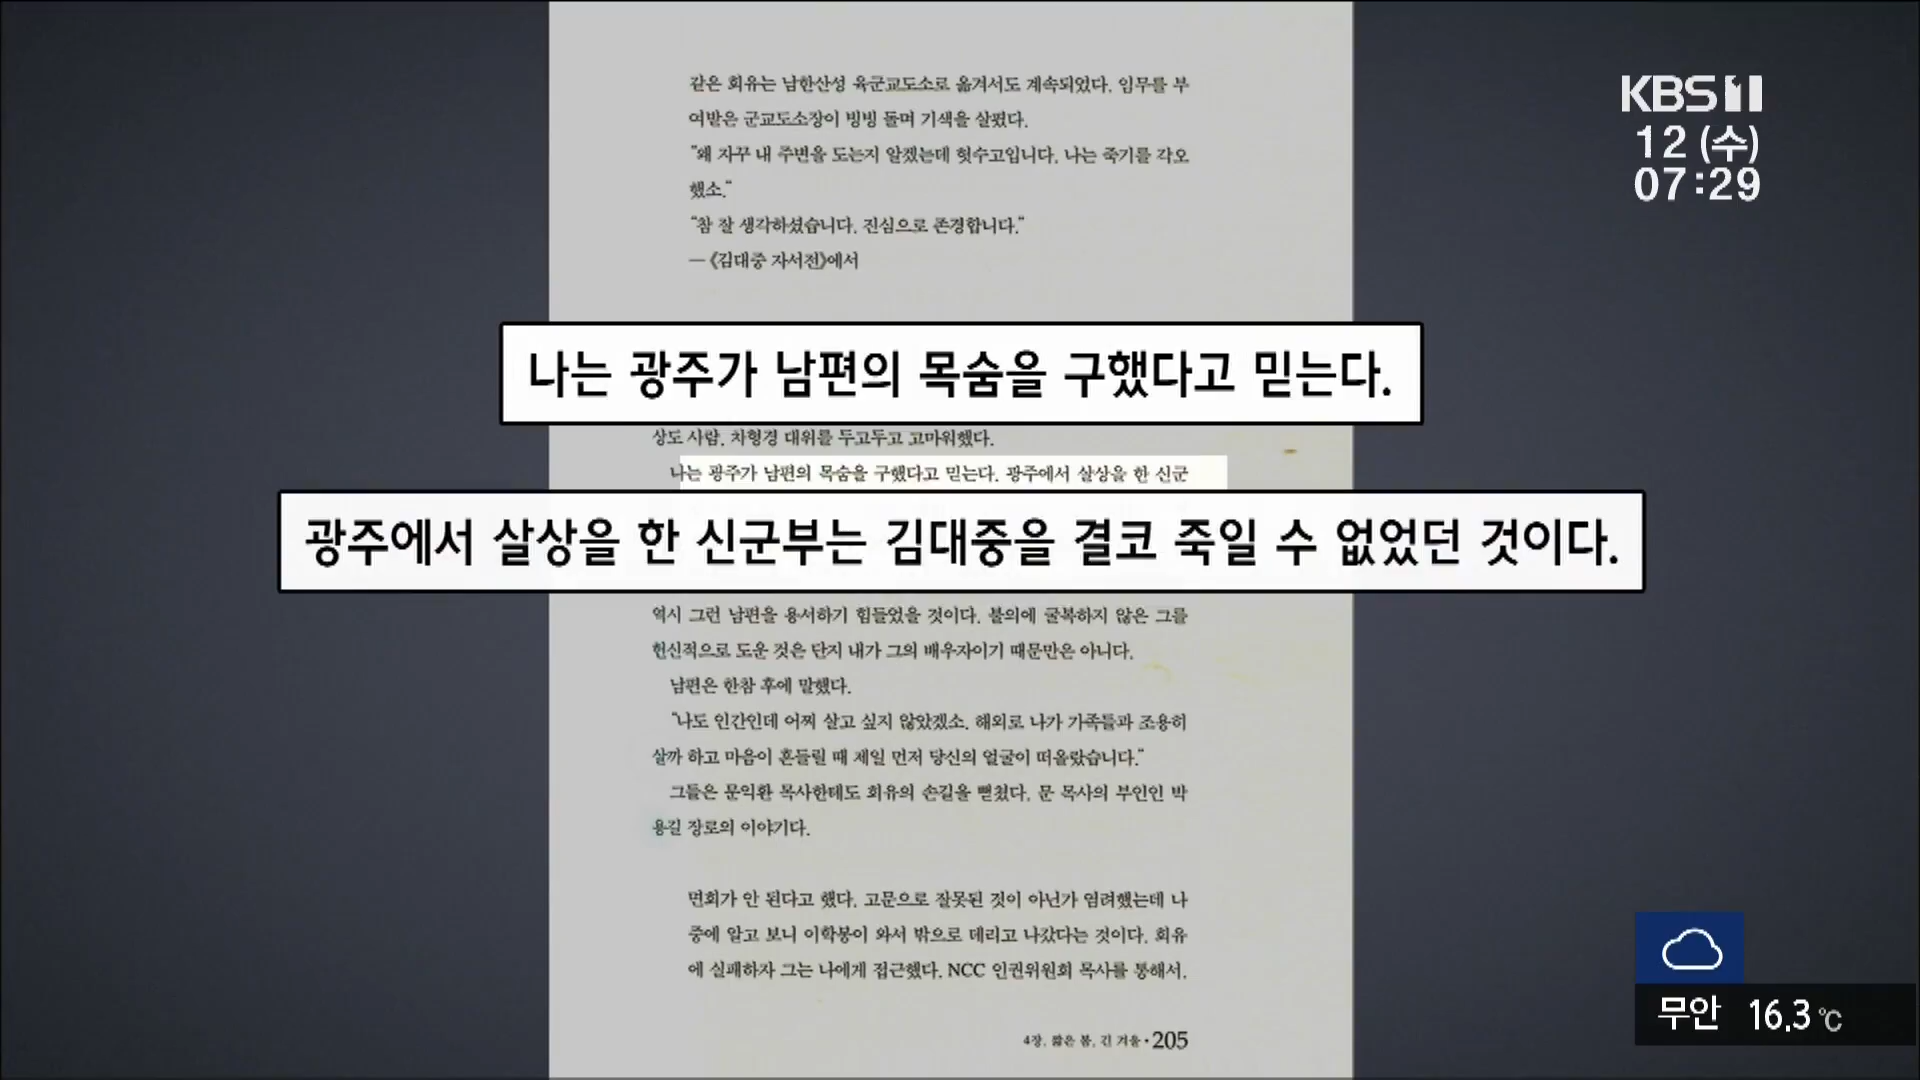 같은 회유는 남한산성 육군교도소로 옮겨서도 계속되었다. 임무를 부
여받은 군교도소장이 빙빙 돌며 기색을 살폈다.
"왜 자꾸 내 주변을 도는지 알겠는데 헛수고입니다. 나는 죽기를 각오
했소."
"참 잘 생각하셨습니다. 진심으로 존경합니다."
—《김대중 자서전》에서
나는 광주가 남편의 목숨을 구했다고 믿는다.
상도 사람, 차형경 대위를 두고두고 고마워했다.
나는 광주가 남편의 목숨을 구했다고 믿는다. 광주에서 살상을 한 신군
광주에서 살상을 한 신군부는 김대중을 결코 죽일 수 없었던 것이다.
역시 그런 남편을 용서하기 힘들었을 것이다. 불의에 굴복하지 않은 그를
헌신적으로 도운 것은 단지 내가 그의 배우자이기 때문만은 아니다.
남편은 한참 후에 말했다.
"나도 인간인데 어찌 살고 싶지 않았겠소. 해외로 나가 가족들과 조용히
살까 하고 마음이 흔들릴 때 제일 먼저 당신의 얼굴이 떠올랐습니다."
그들은 문익환 목사한테도 회유의 손길을 뻗쳤다. 문 목사의 부인인 박
용길 장로의 이야기다.
면회가 안 된다고 했다. 고문으로 잘못된 것이 아닌가 염려했는데 나
중에 알고 보니 이학봉이 와서 밖으로 데리고 나갔다는 것이다. 회유
에 실패하자 그는 나에게 접근했다. NCC 인권위원회 목사를 통해서.
4장. 짧은 봄, 긴 겨울 • 205
KBS 1
12 (수)
07:29
무안 16.3 ℃